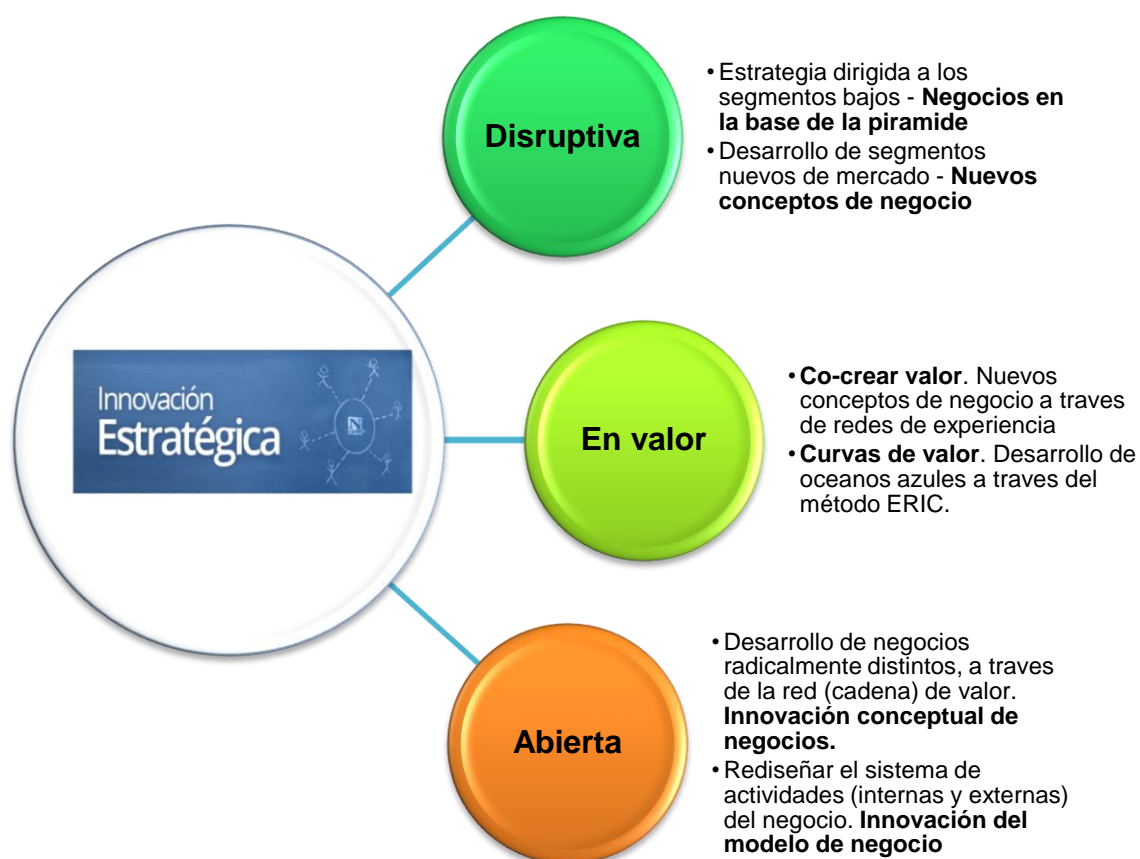 Disruptiva
• Estrategia dirigida a los
segmentos bajos - Negocios en
la base de la piramide
• Desarrollo de segmentos
nuevos de mercado - Nuevos
conceptos de negocio
Innovación
Estratégica
En valor
• Co-crear valor. Nuevos
conceptos de negocio a traves
de redes de experiencia
• Curvas de valor. Desarrollo de
oceanos azules a traves del
método ERIC.
Abierta
• Desarrollo de negocios
radicalmente distintos, a traves
de la red (cadena) de valor.
Innovación conceptual de
negocios.
• Rediseñar el sistema de
actividades (internas y externas)
del negocio. Innovación del
modelo de negocio